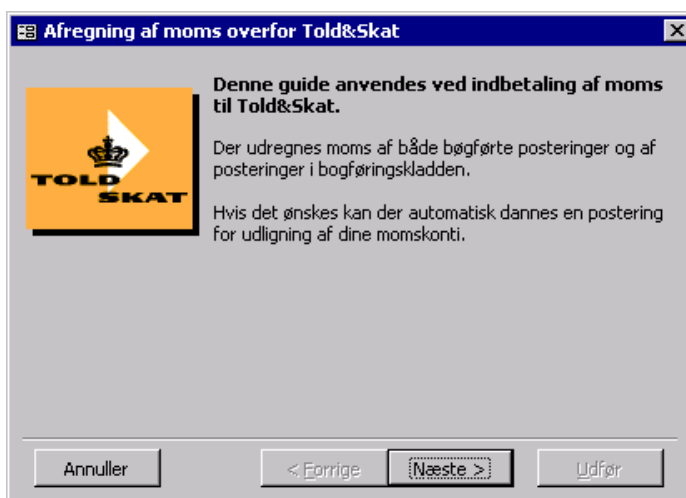 Afregning af moms overfor Told&Skat
Denne guide anvendes ved indbetaling af moms
til Told&Skat.
Der udregnes moms af både bøgførte posteringer og af
posteringer i bogføringskladden.
Hvis det ønskes kan der automatisk dannes en postering
for udligning af dine momskonti.
TOLD
SKAT
Annuller
< Forrige
Næste >
Udfør